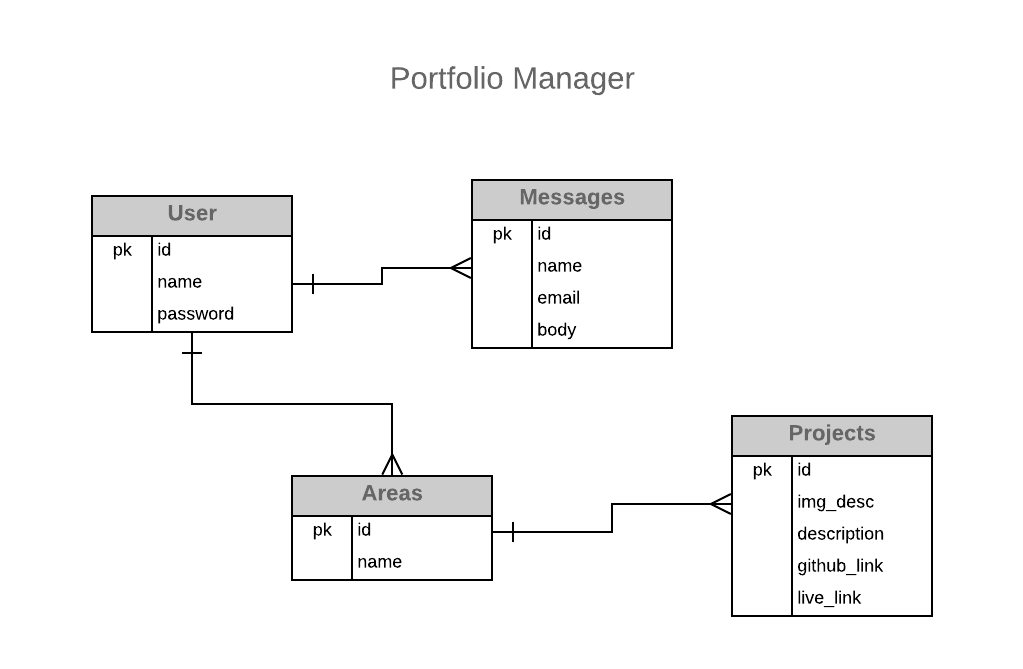 Portfolio Manager
User
pk id
name
password
Messages
pk id
name
email
body
Areas
pk id
name
Projects
pk id
img_desc
description
github_link
live_link